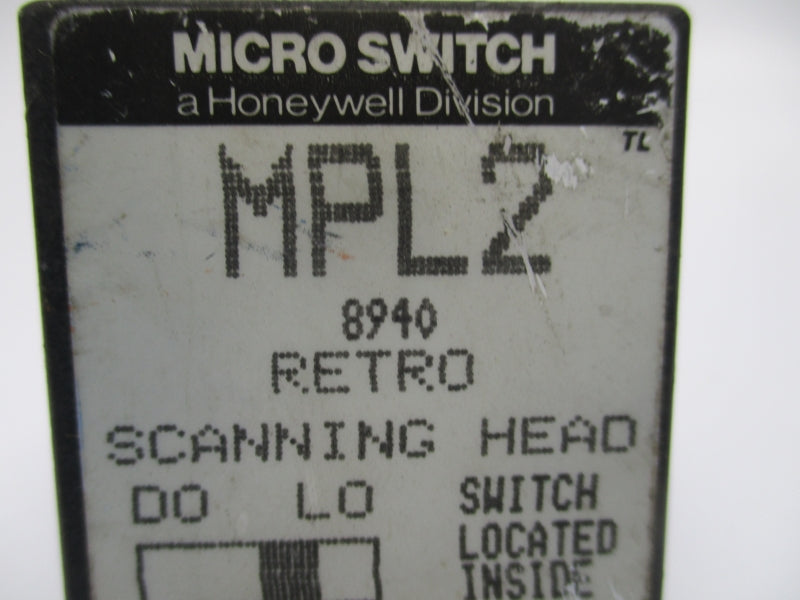 MICRO SWITCH
a Honeywell Division
TL
MPL2
8940
RETRO
SCANNING HEAD
DO LO
SWITCH
LOCATED
INSIDE